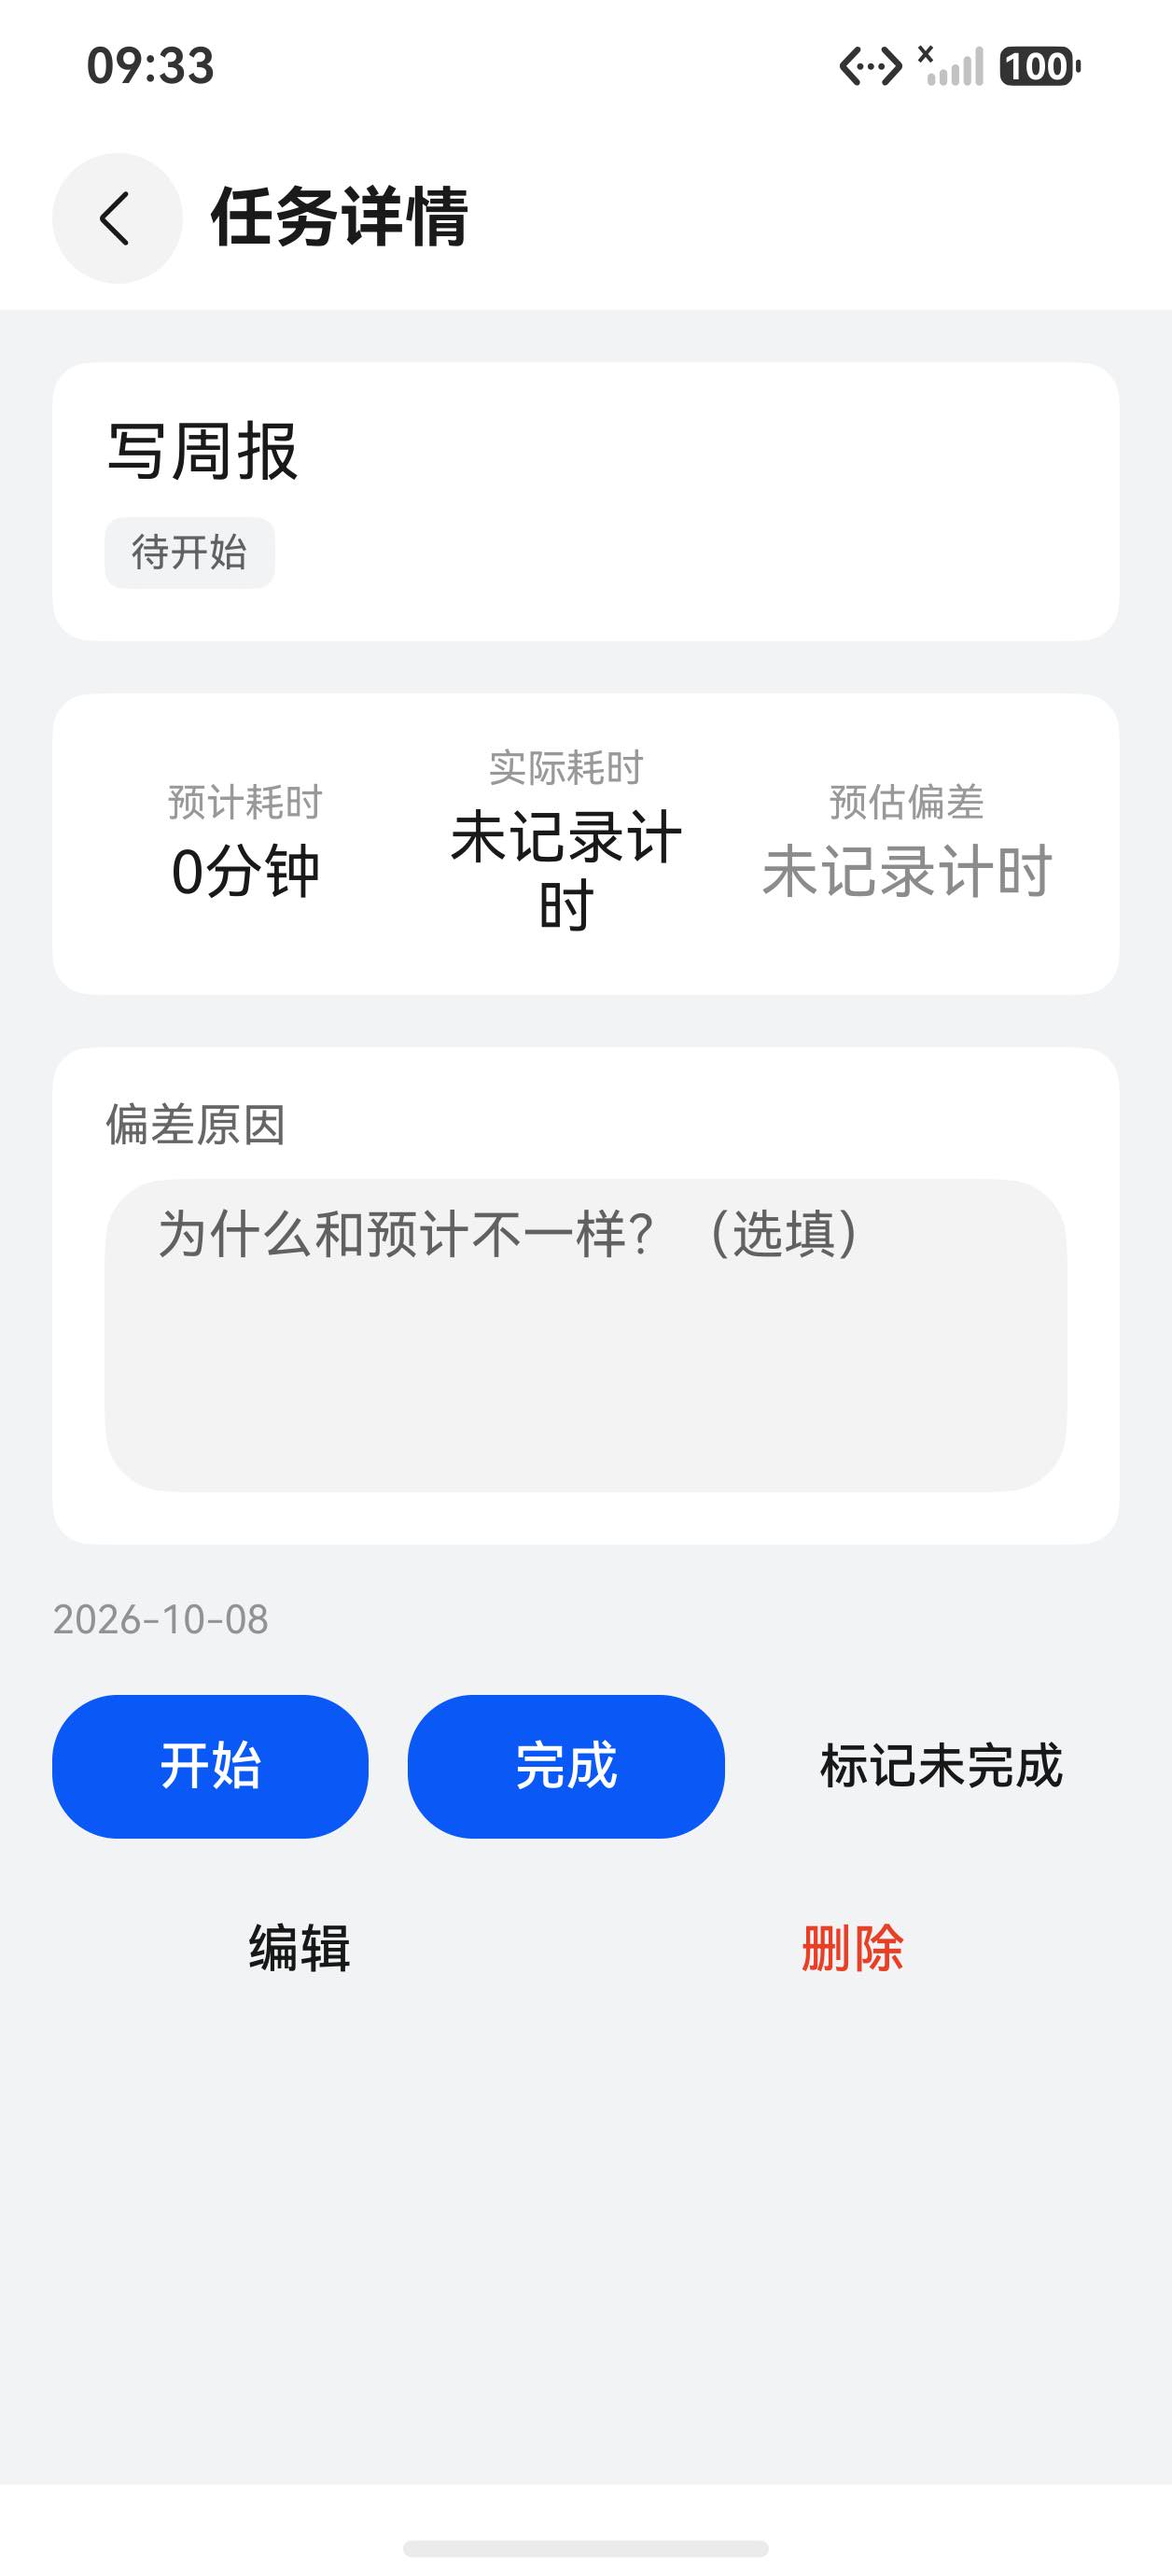 09:33
100
任务详情
写周报
待开始
预计耗时
0分钟
实际耗时
未记录计
时
预估偏差
未记录计时
偏差原因
为什么和预计不一样？（选填）
2026-10-08
开始
完成
标记未完成
编辑
删除